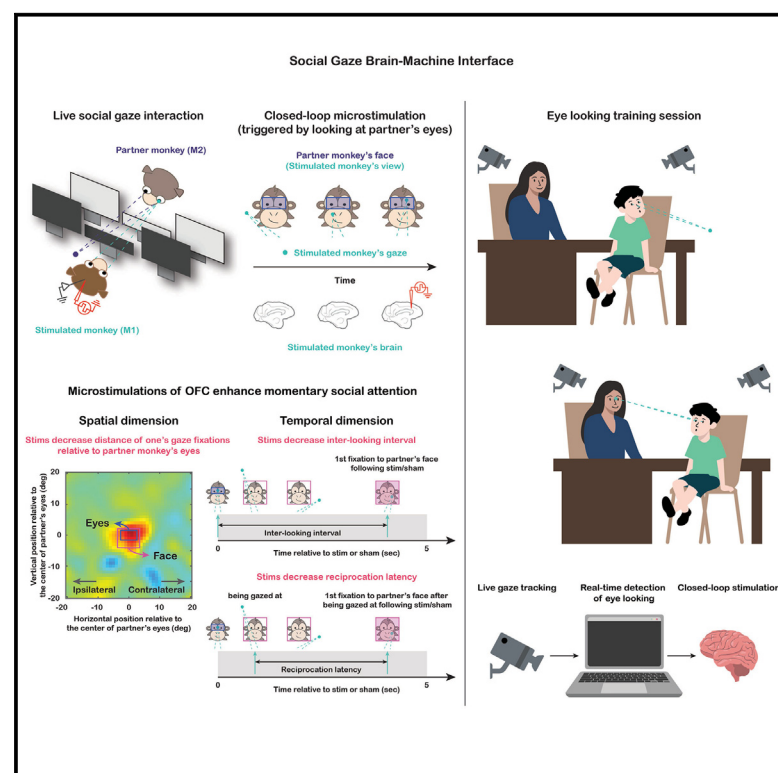 Social Gaze Brain-Machine Interface
Live social gaze interaction
Partner monkey (M2)
Stimulated monkey (M1)
Closed-loop microstimulation
(triggered by looking at partner's eyes)
Partner monkey's face
(Stimulated monkey's view)
Stimulated monkey's gaze
Time
Stimulated monkey's brain
Eye looking training session
Microstimulations of OFC enhance momentary social attention
Spatial dimension
Stims decrease distance of one's gaze fixations
relative to partner monkey's eyes
Vertical position relative to
the center of partner's eyes (deg)
20
10
0
-10
-20
Eyes
Face
Ipsilateral
Contralateral
-20
-10
0
10
20
Horizontal position relative to
the center of partner's eyes (deg)
Temporal dimension
Stims decrease inter-looking interval
1st fixation to partner's face
following stim/sham
Inter-looking interval
0
5
Time relative to stim or sham (sec)
Stims decrease reciprocation latency
being gazed at
1st fixation to partner's face after
being gazed at following stim/sham
Reciprocation latency
0
5
Time relative to stim or sham (sec)
Live gaze tracking
Real-time detection
of eye looking
Closed-loop stimulation